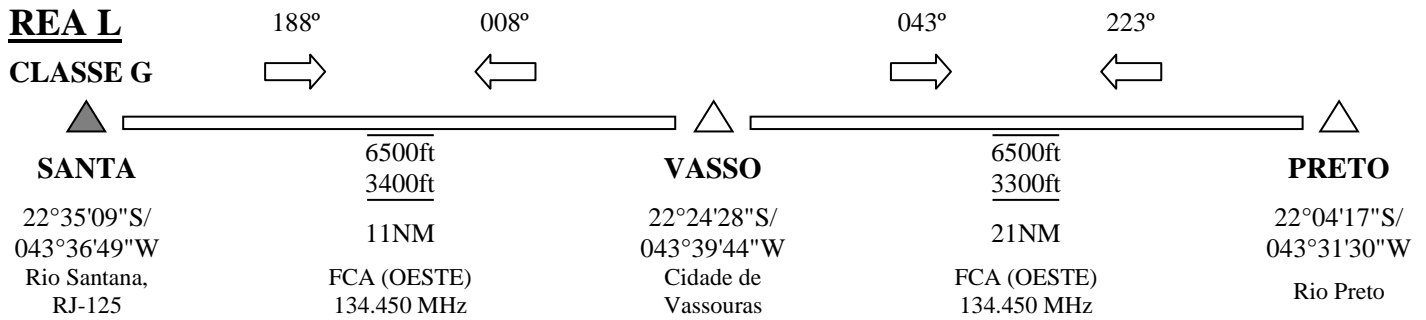 REA L
188º 008º 043º 223º
CLASSE G
SANTA
6500ft
3400ft
VASSO
6500ft
3300ft
PRETO
22°35'09"S/
043°36'49"W
11NM
22°24'28"S/
043°39'44"W
21NM
22°04'17"S/
043°31'30"W
Rio Santana,
RJ-125
FCA (OESTE)
134.450 MHz
Cidade de
Vassouras
FCA (OESTE)
134.450 MHz
Rio Preto